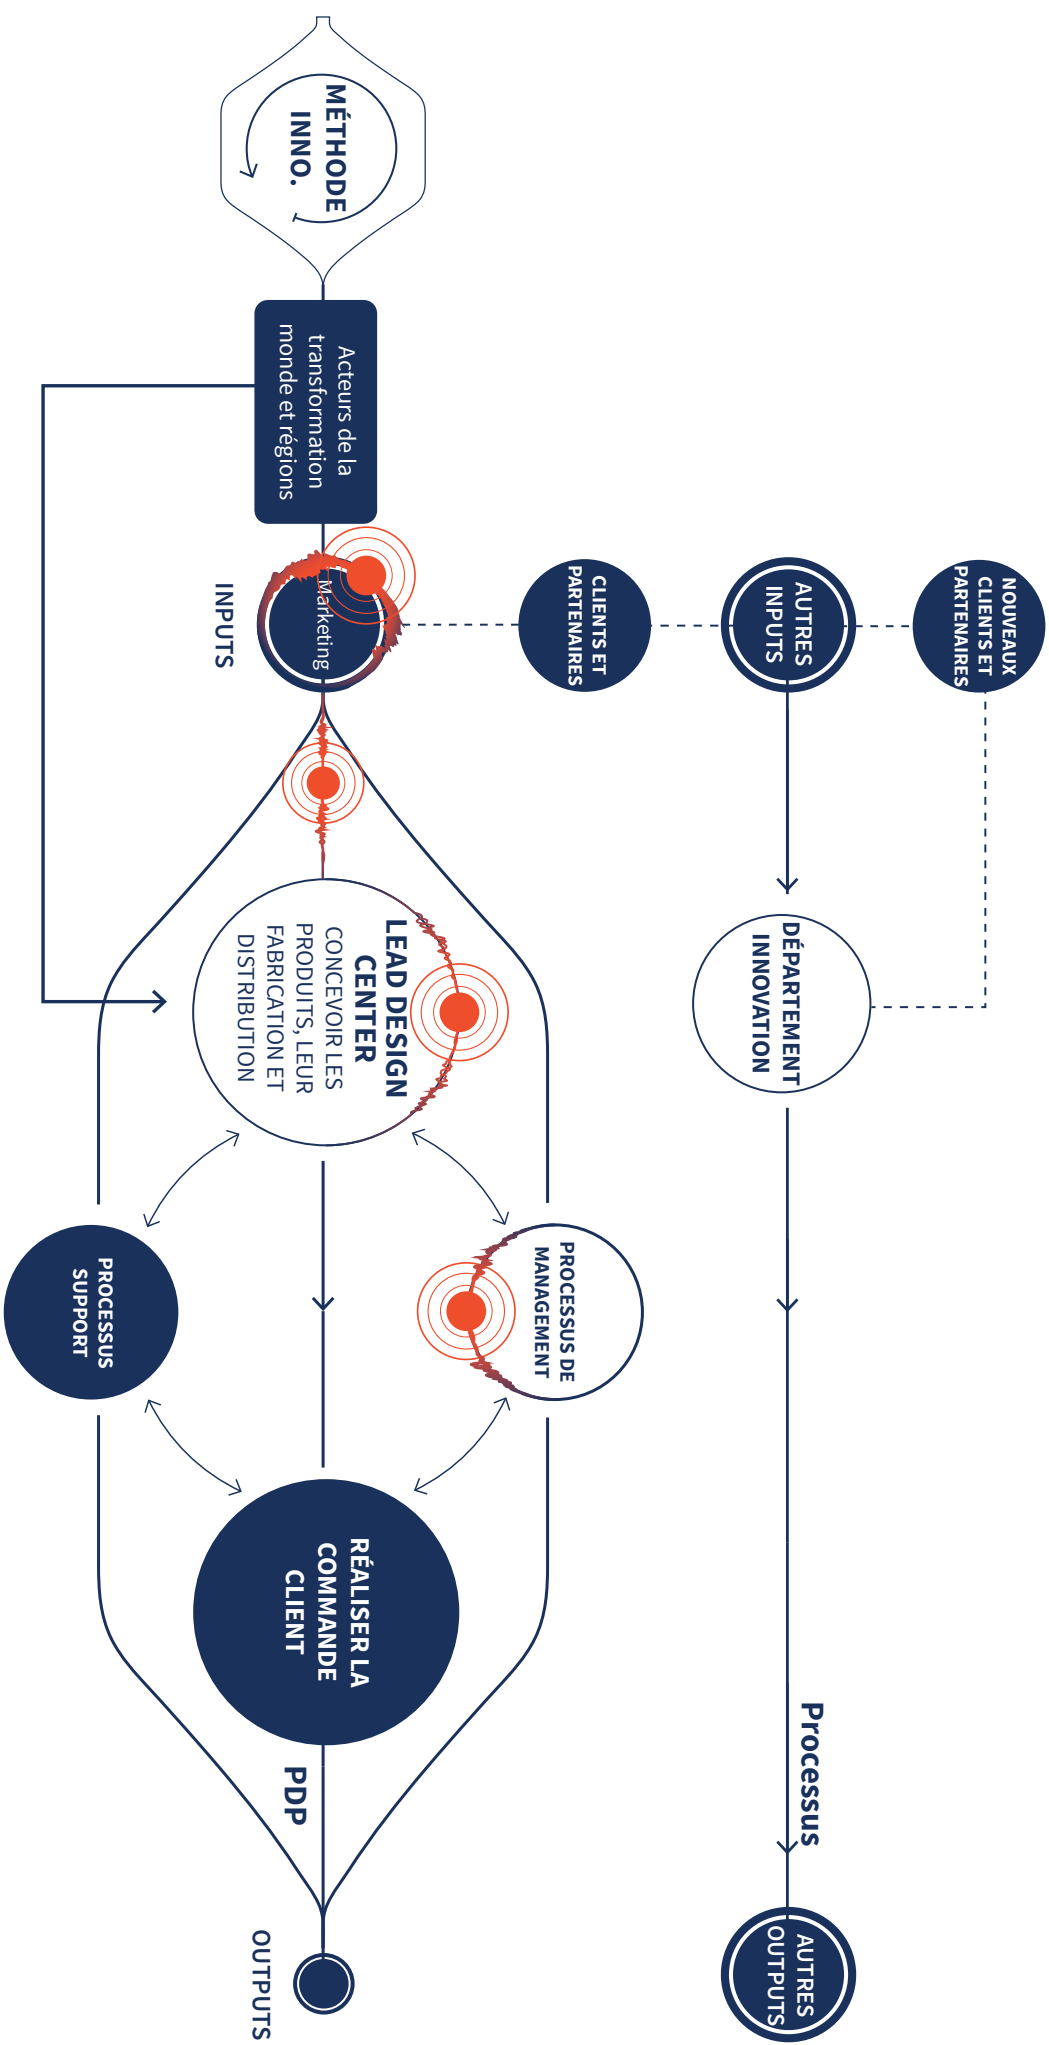 MÉTHODE
INNO.
Acteurs de la
transformation
monde et régions
Marketing
INPUTS
CLIENTS ET
PARTENAIRES
AUTRES
INPUTS
NOUVEAUX
CLIENTS ET
PARTENAIRES
DÉPARTEMENT
INNOVATION
LEAD DESIGN
CENTER
CONCEVOIR LES
PRODUITS, LEUR
FABRICATION ET
DISTRIBUTION
PROCESSUS DE
MANAGEMENT
PROCESSUS
SUPPORT
RÉALISER LA
COMMANDE
CLIENT
Processus
PDP
AUTRES
OUTPUTS
OUTPUTS